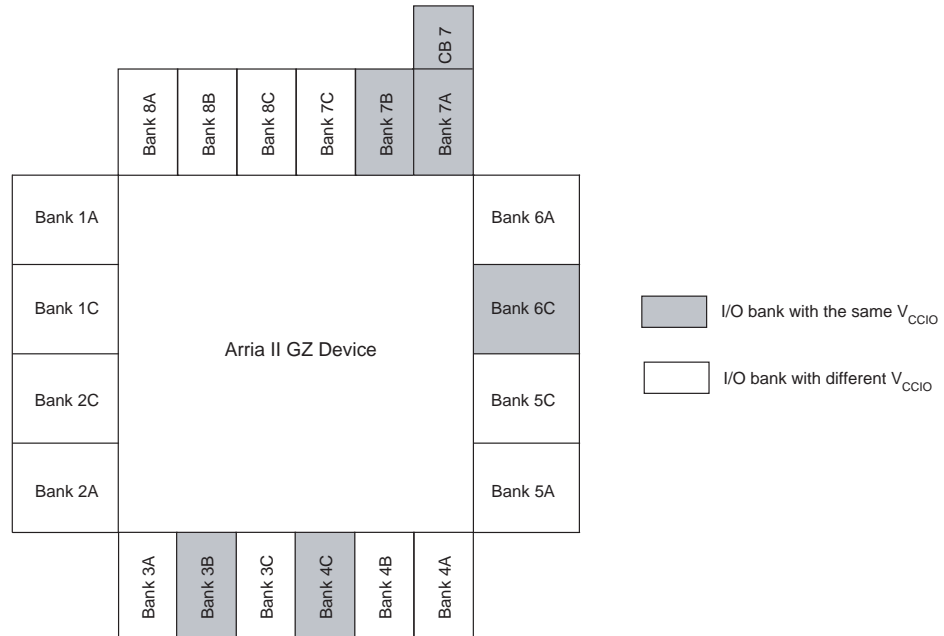 CB 7
Bank 8A
Bank 8B
Bank 8C
Bank 7C
Bank 7B
Bank 7A
Bank 1A
Bank 6A
Bank 1C
Bank 6C
I/O bank with the same VCCIO
Arria II GZ Device
I/O bank with different VCCIO
Bank 2C
Bank 5C
Bank 2A
Bank 5A
Bank 3A
Bank 3B
Bank 3C
Bank 4C
Bank 4B
Bank 4A